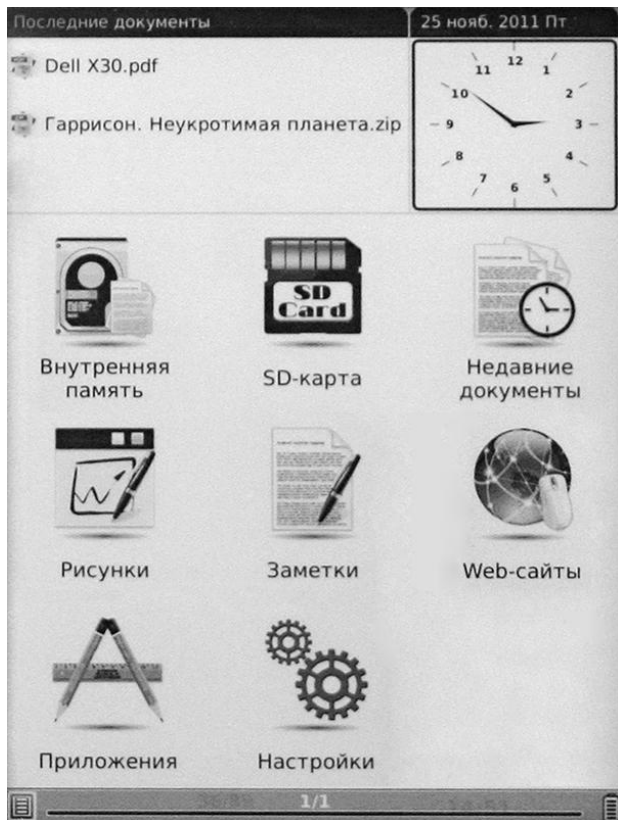 Последние документы
25 нояб. 2011 Пт
Dell X30.pdf
Гаррисон. Неукротимая планета.zip
12
11
1
10
2
9
3
8
4
7
5
6
SD
Card
Внутренняя
память
SD-карта
Недавние
документы
Рисунки
Заметки
Web-сайты
Приложения
Настройки
1/1